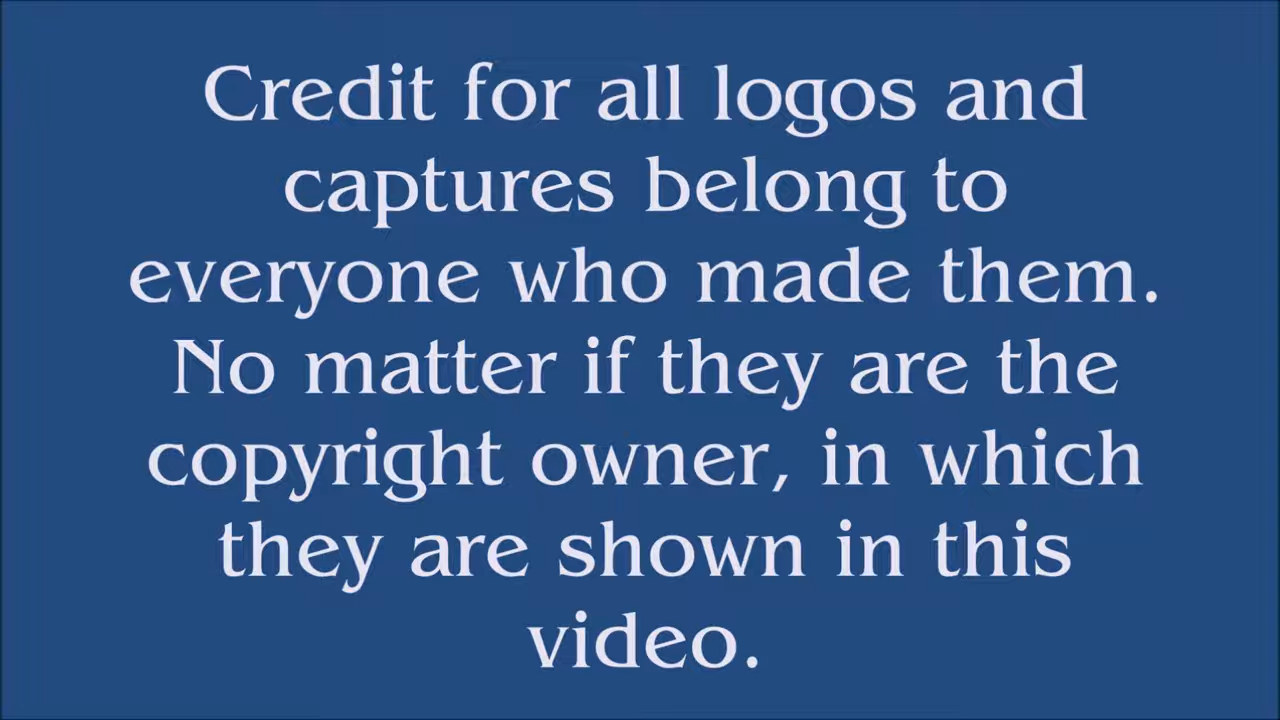 Credit for all logos and
captures belong to
everyone who made them.
No matter if they are the
copyright owner, in which
they are shown in this
video.